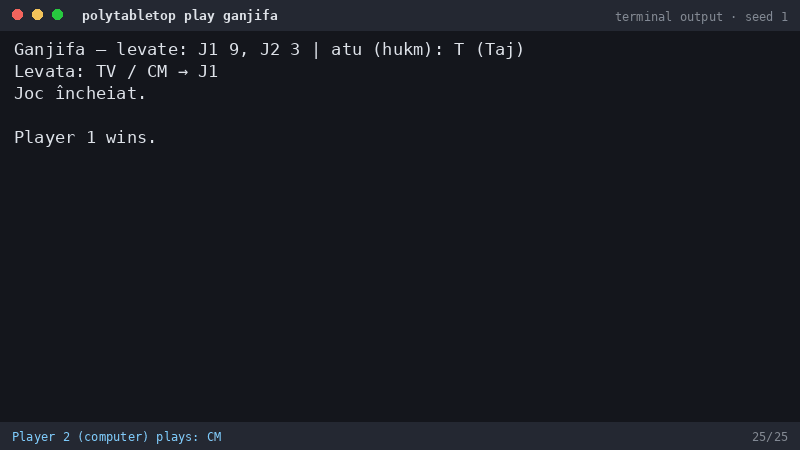 polytabletop play ganjifa
terminal output · seed 1
Ganjifa — levate: J1 9, J2 3 | atu (hukm): T (Taj)
Levata: TV / CM → J1
Joc încheiat.
Player 1 wins.
Player 2 (computer) plays: CM
25/25